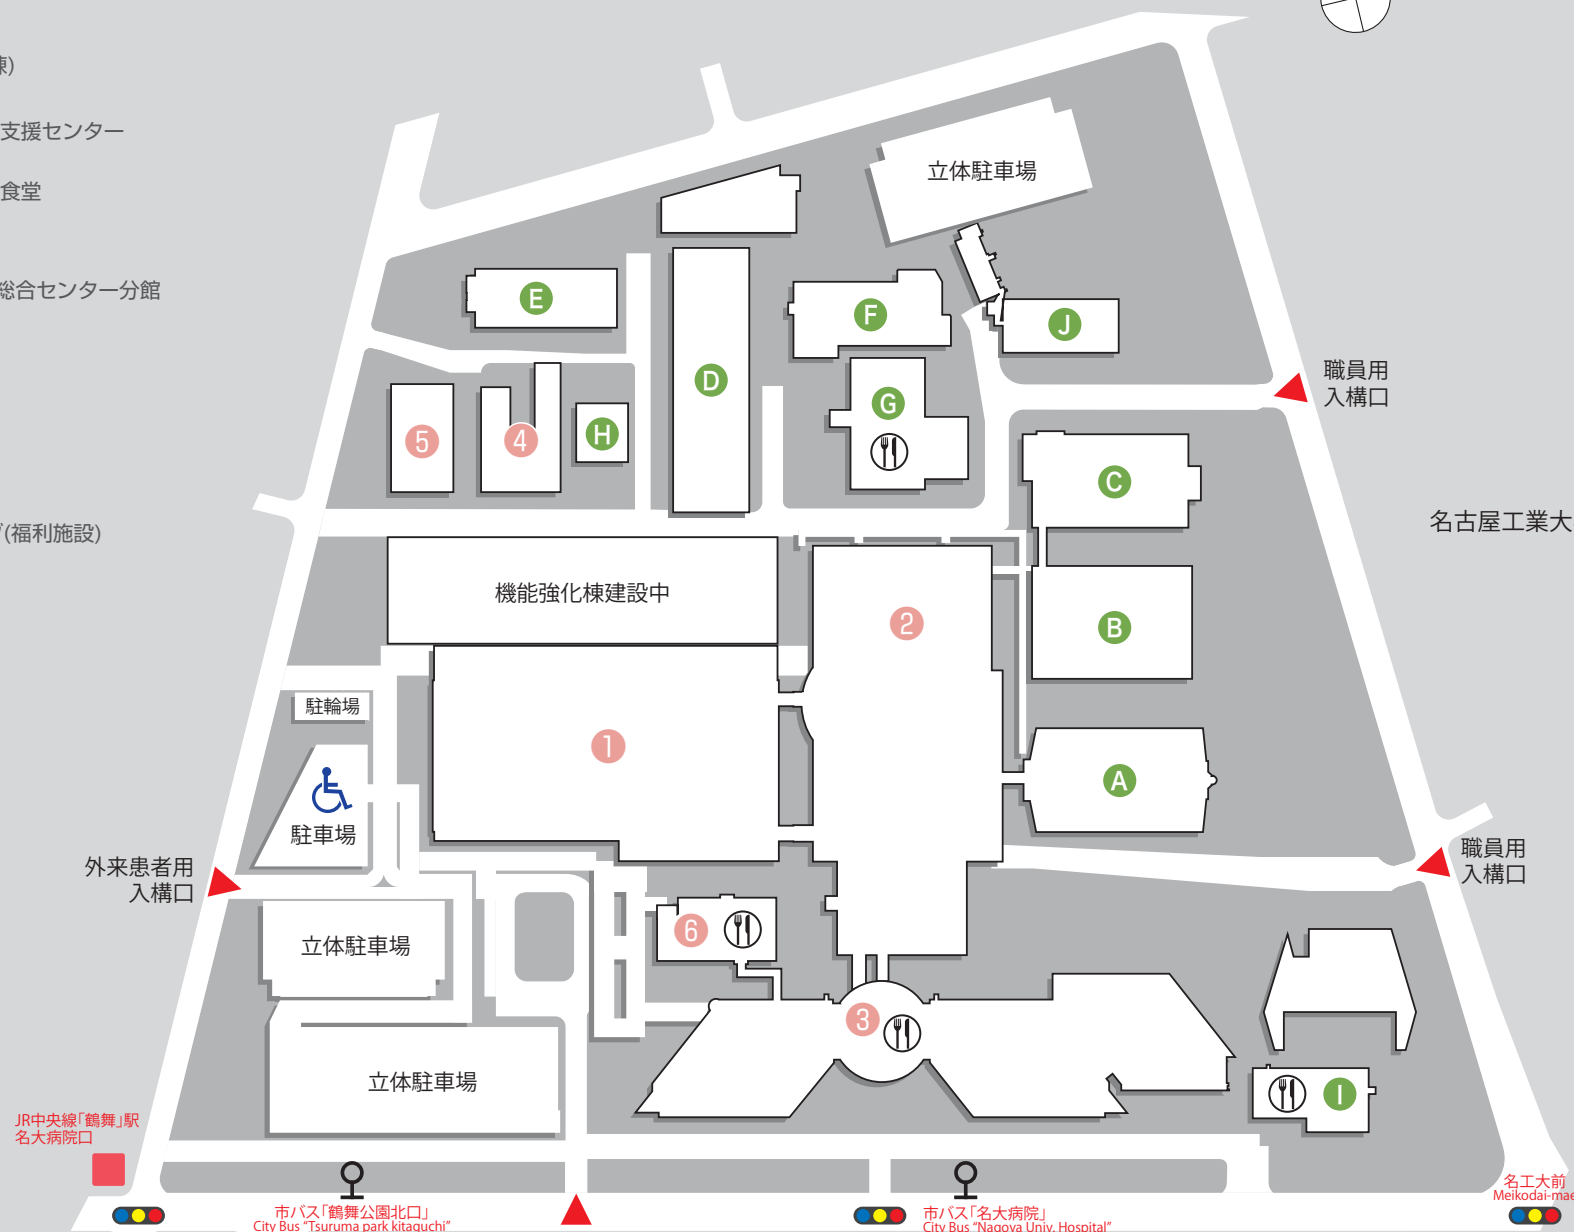 棟)
支援センター
食堂
総合センター分館
(福利施設)
立体駐車場
E
F
J
D
職員用
入構口
G
5
4
H
C
名古屋工業大
機能強化棟建設中
2
B
駐輪場
1
A
駐車場
外来患者用
入構口
職員用
入構口
6
立体駐車場
3
立体駐車場
I
JR中央線「鶴舞」駅
名大病院口
市バス「鶴舞公園北口」
City Bus “Tsuruma park kitaguchi”
市バス「名大病院」
City Bus “Nagoya Univ. Hospital”
名工大前
Meikodai-mae